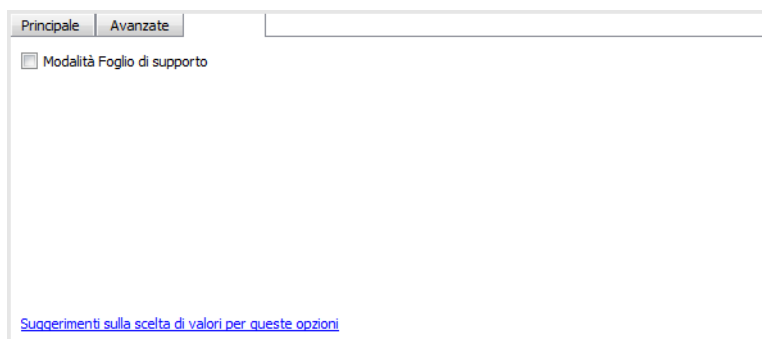 Principale Avanzate
Modalità Foglio di supporto
Suggerimenti sulla scelta di valori per queste opzioni